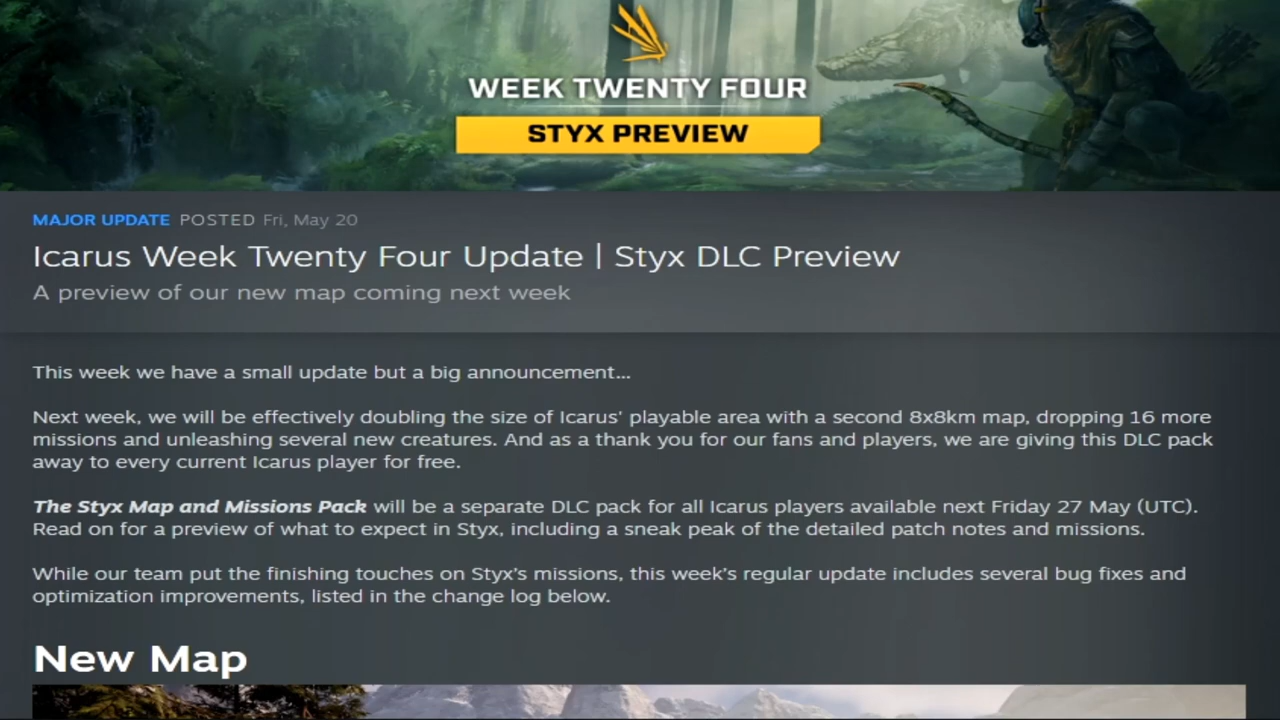 WEEK TWENTY FOUR
STYX PREVIEW
MAJOR UPDATE POSTED Fri, May 20
Icarus Week Twenty Four Update | Styx DLC Preview
A preview of our new map coming next week
This week we have a small update but a big announcement...
Next week, we will be effectively doubling the size of Icarus' playable area with a second 8x8km map, dropping 16 more
missions and unleashing several new creatures. And as a thank you for our fans and players, we are giving this DLC pack
away to every current Icarus player for free.
The Styx Map and Missions Pack will be a separate DLC pack for all Icarus players available next Friday 27 May (UTC).
Read on for a preview of what to expect in Styx, including a sneak peak of the detailed patch notes and missions.
While our team put the finishing touches on Styx's missions, this week's regular update includes several bug fixes and
optimization improvements, listed in the change log below.
New Map